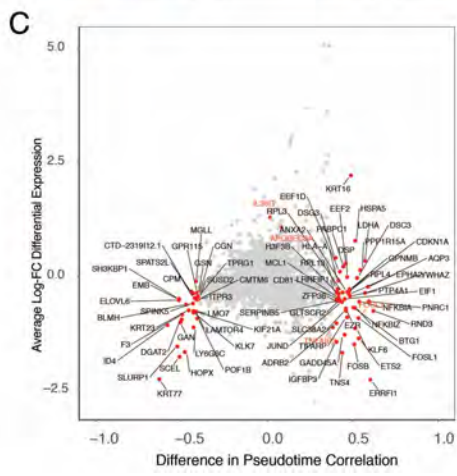 C
5.0
2.5
0.0
−2.5
Average Log-FC Differential Expression
KRT16
RPL3
EEF1D
DSG3
EEF2
HSPA5
ANXA2
PABPC1
LDHA
DSC3
H3F3B
HLA-A
DSP
PPP1R15A
CDKN1A
MGLL
CTD-2319I12.1
GPR115
CGN
MCL1
RPL13
GPNMB
AQP3
SPATS2L
GSN
TPRG1
RPL4
EPHA2
YWHAZ
SH3KBP1
CPM
SUSD2
CMTM6
CD81
LRRFIP1
PTP4A1
EIF1
EMB
ITPR3
ZFP36
NFKBIA
PNRC1
ELOVL6
SPINK5
LMO7
SERPINB5
GLTSCR2
BLMH
KRT23
LAMTOR4
KIF21A
SLC38A2
EZR
NFKBIZ
RND3
F3
GAN
KLK7
JUND
TIPARP
BTG1
ID4
DGAT2
LY6G6C
ADRB2
KLF6
FOSL1
SCEL
POF1B
GADD45A
ETS2
SLURP1
HOPX
IGFBP3
FOSB
KRT77
TNS4
ERRFI1
−1.0
−0.5
0.0
0.5
1.0
Difference in Pseudotime Correlation